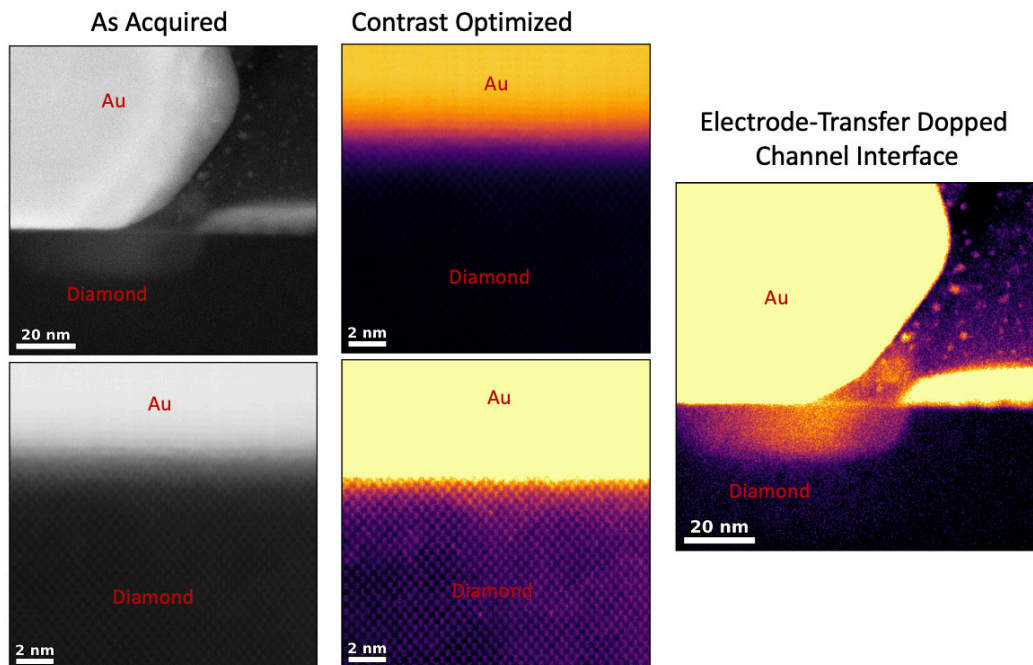 As Acquired
Contrast Optimized
Au
Diamond
20 nm
Au
Diamond
2 nm
Electrode-Transfer Dopped
Channel Interface
Au
Diamond
20 nm
Au
Diamond
2 nm
Au
Diamond
2 nm